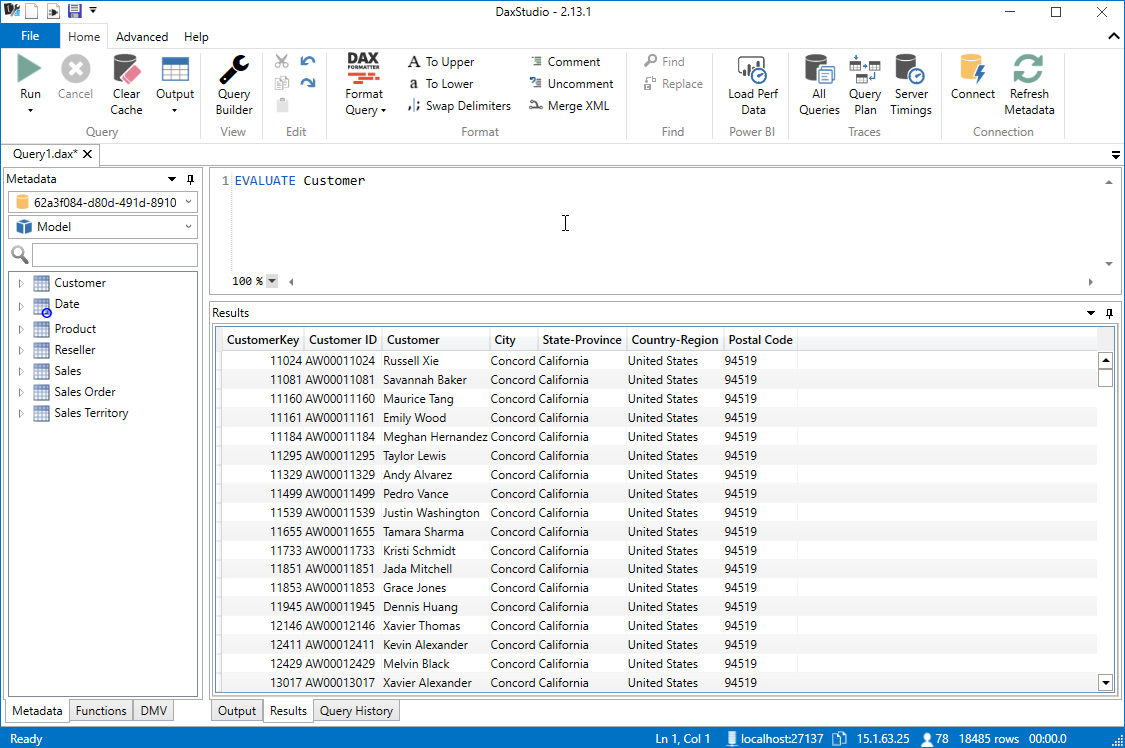 DaxStudio - 2.13.1
File Home Advanced Help
Run
Cancel
Clear Cache
Output
Query
Query Builder
View
Edit
DAX FORMATTER
Format Query
To Upper
To Lower
Swap Delimiters
Comment
Uncomment
Merge XML
Format
Find
Replace
Find
Load Perf Data
Power BI
All Queries
Query Plan
Server Timings
Traces
Connect
Refresh Metadata
Connection
Query1.dax*
Metadata
62a3f084-d80d-491d-8910
Model
Customer
Date
Product
Reseller
Sales
Sales Order
Sales Territory
Metadata Functions DMV
1 EVALUATE Customer
100 %
Results
CustomerKey Customer ID Customer City State-Province Country-Region Postal Code
11024 AW00011024 Russell Xie Concord California United States 94519
11081 AW00011081 Savannah Baker Concord California United States 94519
11160 AW00011160 Maurice Tang Concord California United States 94519
11161 AW00011161 Emily Wood Concord California United States 94519
11184 AW00011184 Meghan Hernandez Concord California United States 94519
11295 AW00011295 Taylor Lewis Concord California United States 94519
11329 AW00011329 Andy Alvarez Concord California United States 94519
11499 AW00011499 Pedro Vance Concord California United States 94519
11539 AW00011539 Justin Washington Concord California United States 94519
11655 AW00011655 Tamara Sharma Concord California United States 94519
11733 AW00011733 Kristi Schmidt Concord California United States 94519
11851 AW00011851 Jada Mitchell Concord California United States 94519
11853 AW00011853 Grace Jones Concord California United States 94519
11945 AW00011945 Dennis Huang Concord California United States 94519
12146 AW00012146 Xavier Thomas Concord California United States 94519
12411 AW00012411 Kevin Alexander Concord California United States 94519
12429 AW00012429 Melvin Black Concord California United States 94519
13017 AW00013017 Xavier Alexander Concord California United States 94519
Output Results Query History
Ready Ln 1, Col 1 localhost:27137 15.1.63.25 78 18485 rows 00:00.0